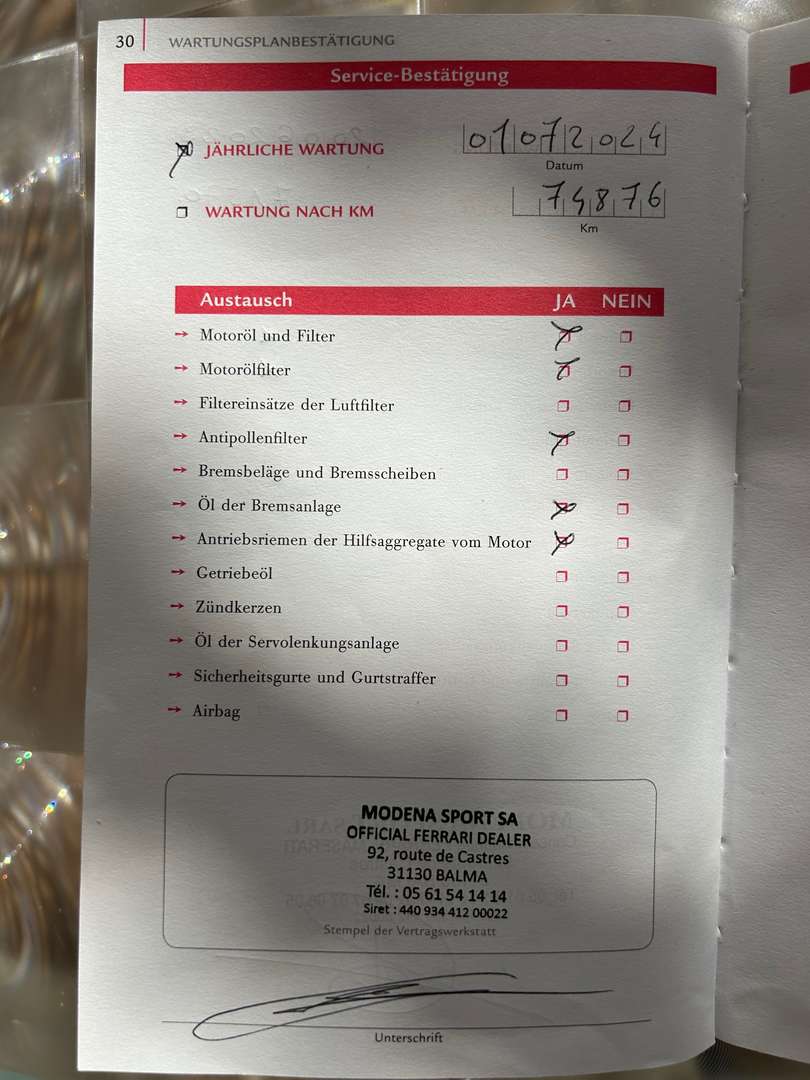 30 WARTUNGSPLANBESTÄTIGUNG
Service-Bestätigung
JÄHRLICHE WARTUNG 01072024
Datum
WARTUNG NACH KM 74876
Km
Austausch JA NEIN
Motoröl und Filter
Motorölfilter
Filtereinsätze der Luftfilter
Antipollenfilter
Bremsbeläge und Bremsscheiben
Öl der Bremsanlage
Antriebsriemen der Hilfsaggregate vom Motor
Getriebeöl
Zündkerzen
Öl der Servolenkungsanlage
Sicherheitsgurte und Gurtstraffer
Airbag
MODENA SPORT SA
OFFICIAL FERRARI DEALER
92, route de Castres
31130 BALMA
Tél. : 05 61 54 14 14
Siret : 440 934 412 00022
Stempel der Vertragswerkstatt
Unterschrift